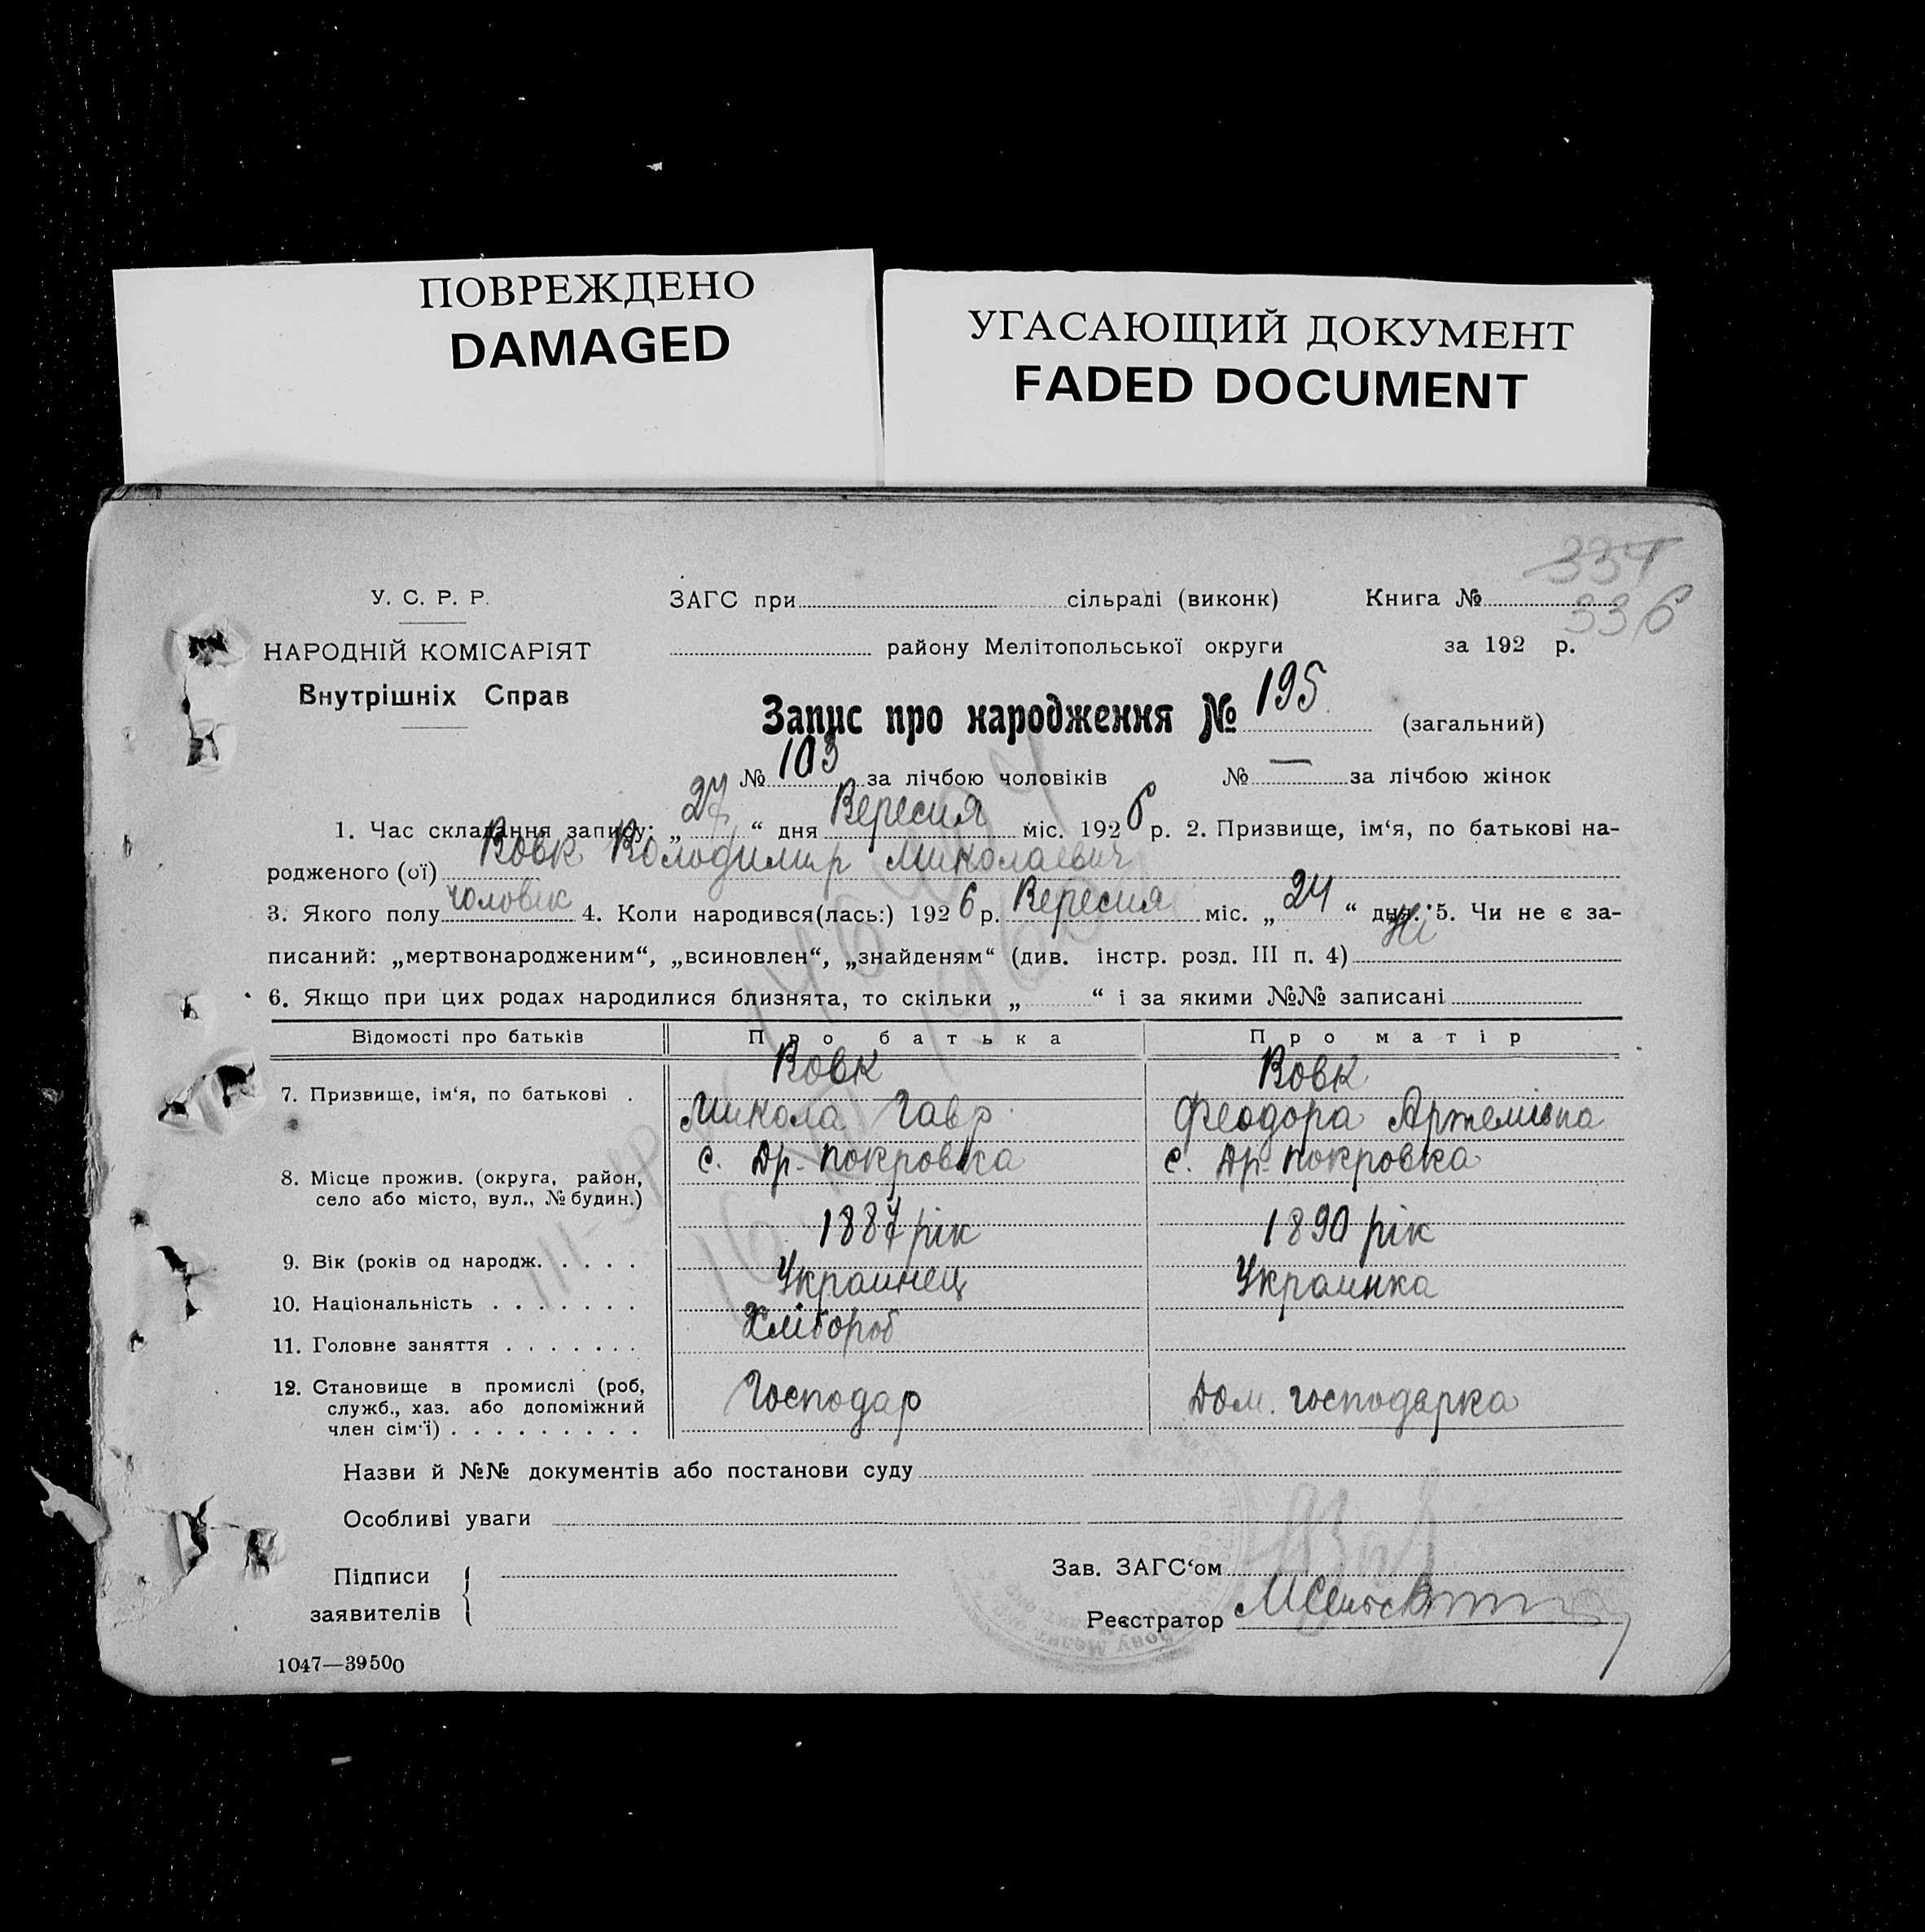 ПОВРЕЖДЕНО
DAMAGED
УГАСАЮЩИЙ ДОКУМЕНТ
FADED DOCUMENT
337
336
У. С. Р. Р.
ЗАГС при сільраді (виконк) Книга №
НАРОДНІЙ КОМІСАРІЯТ
району Мелітопольської округи за 192 р.
Внутрішніх Справ
Запис про народження № 195 (загальний)
№ 103 за лічбою чоловіків № — за лічбою жінок
1. Час складання запису: „27“ дня Вересня міс. 1926 р. 2. Призвище, ім‘я, по батькові на-
родженого (ої) Вовк Володимир Миколаевич
3. Якого полу чоловік 4. Коли народився(лась:) 1926 р. Вересня міс. „24“ дня. 5. Чи не є за-
писаний: „мертвонародженим“, „всиновлен“, „знайденям“ (див. інстр. розд. III п. 4) Ні
6. Якщо при цих родах народилися близнята, то скільки „ “ і за якими №№ записані
Відомості про батьків Про батька Про матір
Вовк Вовк
7. Призвище, ім‘я, по батькові . Микола Гавр. Феодора Артемівна
с. Др. Покровка с. Др. Покровка
8. Місце прожив. (округа, район,
село або місто, вул., № будин.)
1887 рік 1890 рік
9. Вік (років од народж. . . . .
10. Національність . . . . . . . Украинец Украинка
11. Головне заняття . . . . . . . Хлібороб
12. Становище в промислі (роб,
служб., хаз. або допоміжний
член сім‘ї) . . . . . . . . . Господар Дом. господарка
Назви й №№ документів або постанови суду
Особливі уваги
Підписи
заявителів
Зав. ЗАГС‘ом
Реєстратор
1047—39500